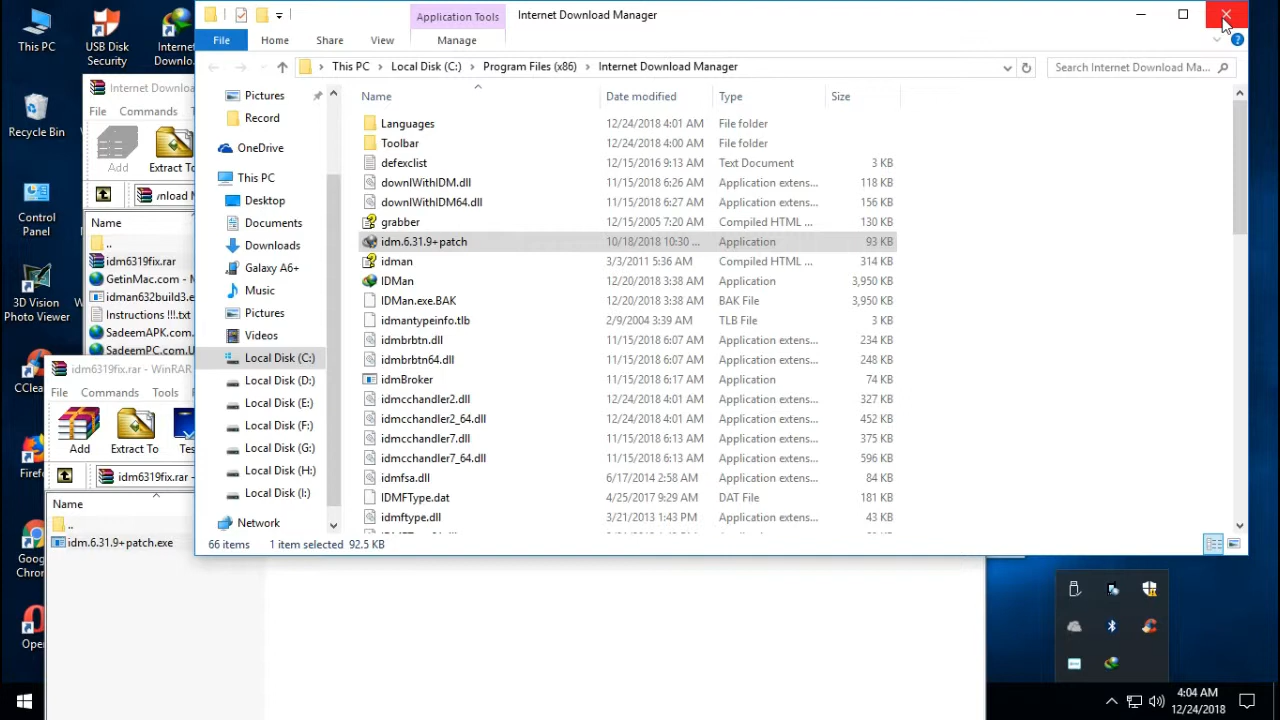 Application Tools
Internet Download Manager
File
Home
Share
View
Manage
This PC
Local Disk (C:)
Program Files (x86)
Internet Download Manager
Search Internet Download Ma...
Name
Date modified
Type
Size
Languages 12/24/2018 4:01 AM File folder
Toolbar 12/24/2018 4:00 AM File folder
defexclist 12/15/2016 9:13 AM Text Document 3 KB
downlWithIDM.dll 11/15/2018 6:26 AM Application extens... 118 KB
downlWithIDM64.dll 11/15/2018 6:27 AM Application extens... 156 KB
grabber 12/15/2005 7:20 AM Compiled HTML ... 130 KB
idm.6.31.9+patch 10/18/2018 10:30 ... Application 93 KB
idman 3/3/2011 5:36 AM Compiled HTML ... 314 KB
IDMan 12/20/2018 3:38 AM Application 3,950 KB
IDMan.exe.BAK 12/20/2018 3:38 AM BAK File 3,950 KB
idmantypeinfo.tlb 2/9/2004 3:39 AM TLB File 3 KB
idmbrbtn.dll 11/15/2018 6:07 AM Application extens... 234 KB
idmbrbtn64.dll 11/15/2018 6:07 AM Application extens... 248 KB
idmBroker 11/15/2018 6:17 AM Application 74 KB
idmcchandler2.dll 12/24/2018 4:01 AM Application extens... 327 KB
idmcchandler2_64.dll 12/24/2018 4:01 AM Application extens... 452 KB
idmcchandler7.dll 11/15/2018 6:13 AM Application extens... 375 KB
idmcchandler7_64.dll 11/15/2018 6:13 AM Application extens... 596 KB
idmfsa.dll 6/17/2014 2:58 AM Application extens... 84 KB
IDMFType.dat 4/25/2017 9:29 AM DAT File 181 KB
idmftype.dll 3/21/2013 1:43 PM Application extens... 43 KB
Pictures
Record
OneDrive
This PC
Desktop
Documents
Downloads
Galaxy A6+
Music
Pictures
Videos
Local Disk (C:)
Local Disk (D:)
Local Disk (E:)
Local Disk (F:)
Local Disk (G:)
Local Disk (H:)
Local Disk (I:)
Network
66 items
1 item selected 92.5 KB
This PC
USB Disk
Security
Internet
Downlo...
Recycle Bin
Control
Panel
3D Vision
Photo Viewer
CClea
Firef
Goog
Chron
Oper
Internet Downloa
File
Commands
Add
Extract To
Name
..
idm6319fix.rar
GetinMac.com -
idman632build3.e
Instructions !!!.txt
SadeemAPK.com.
SadeemPC.com.U
idm6319fix.rar - WinRAR
File
Commands
Tools
Add
Extract To
Tes
idm6319fix.rar -
Name
..
idm.6.31.9+patch.exe
4:04 AM
12/24/2018